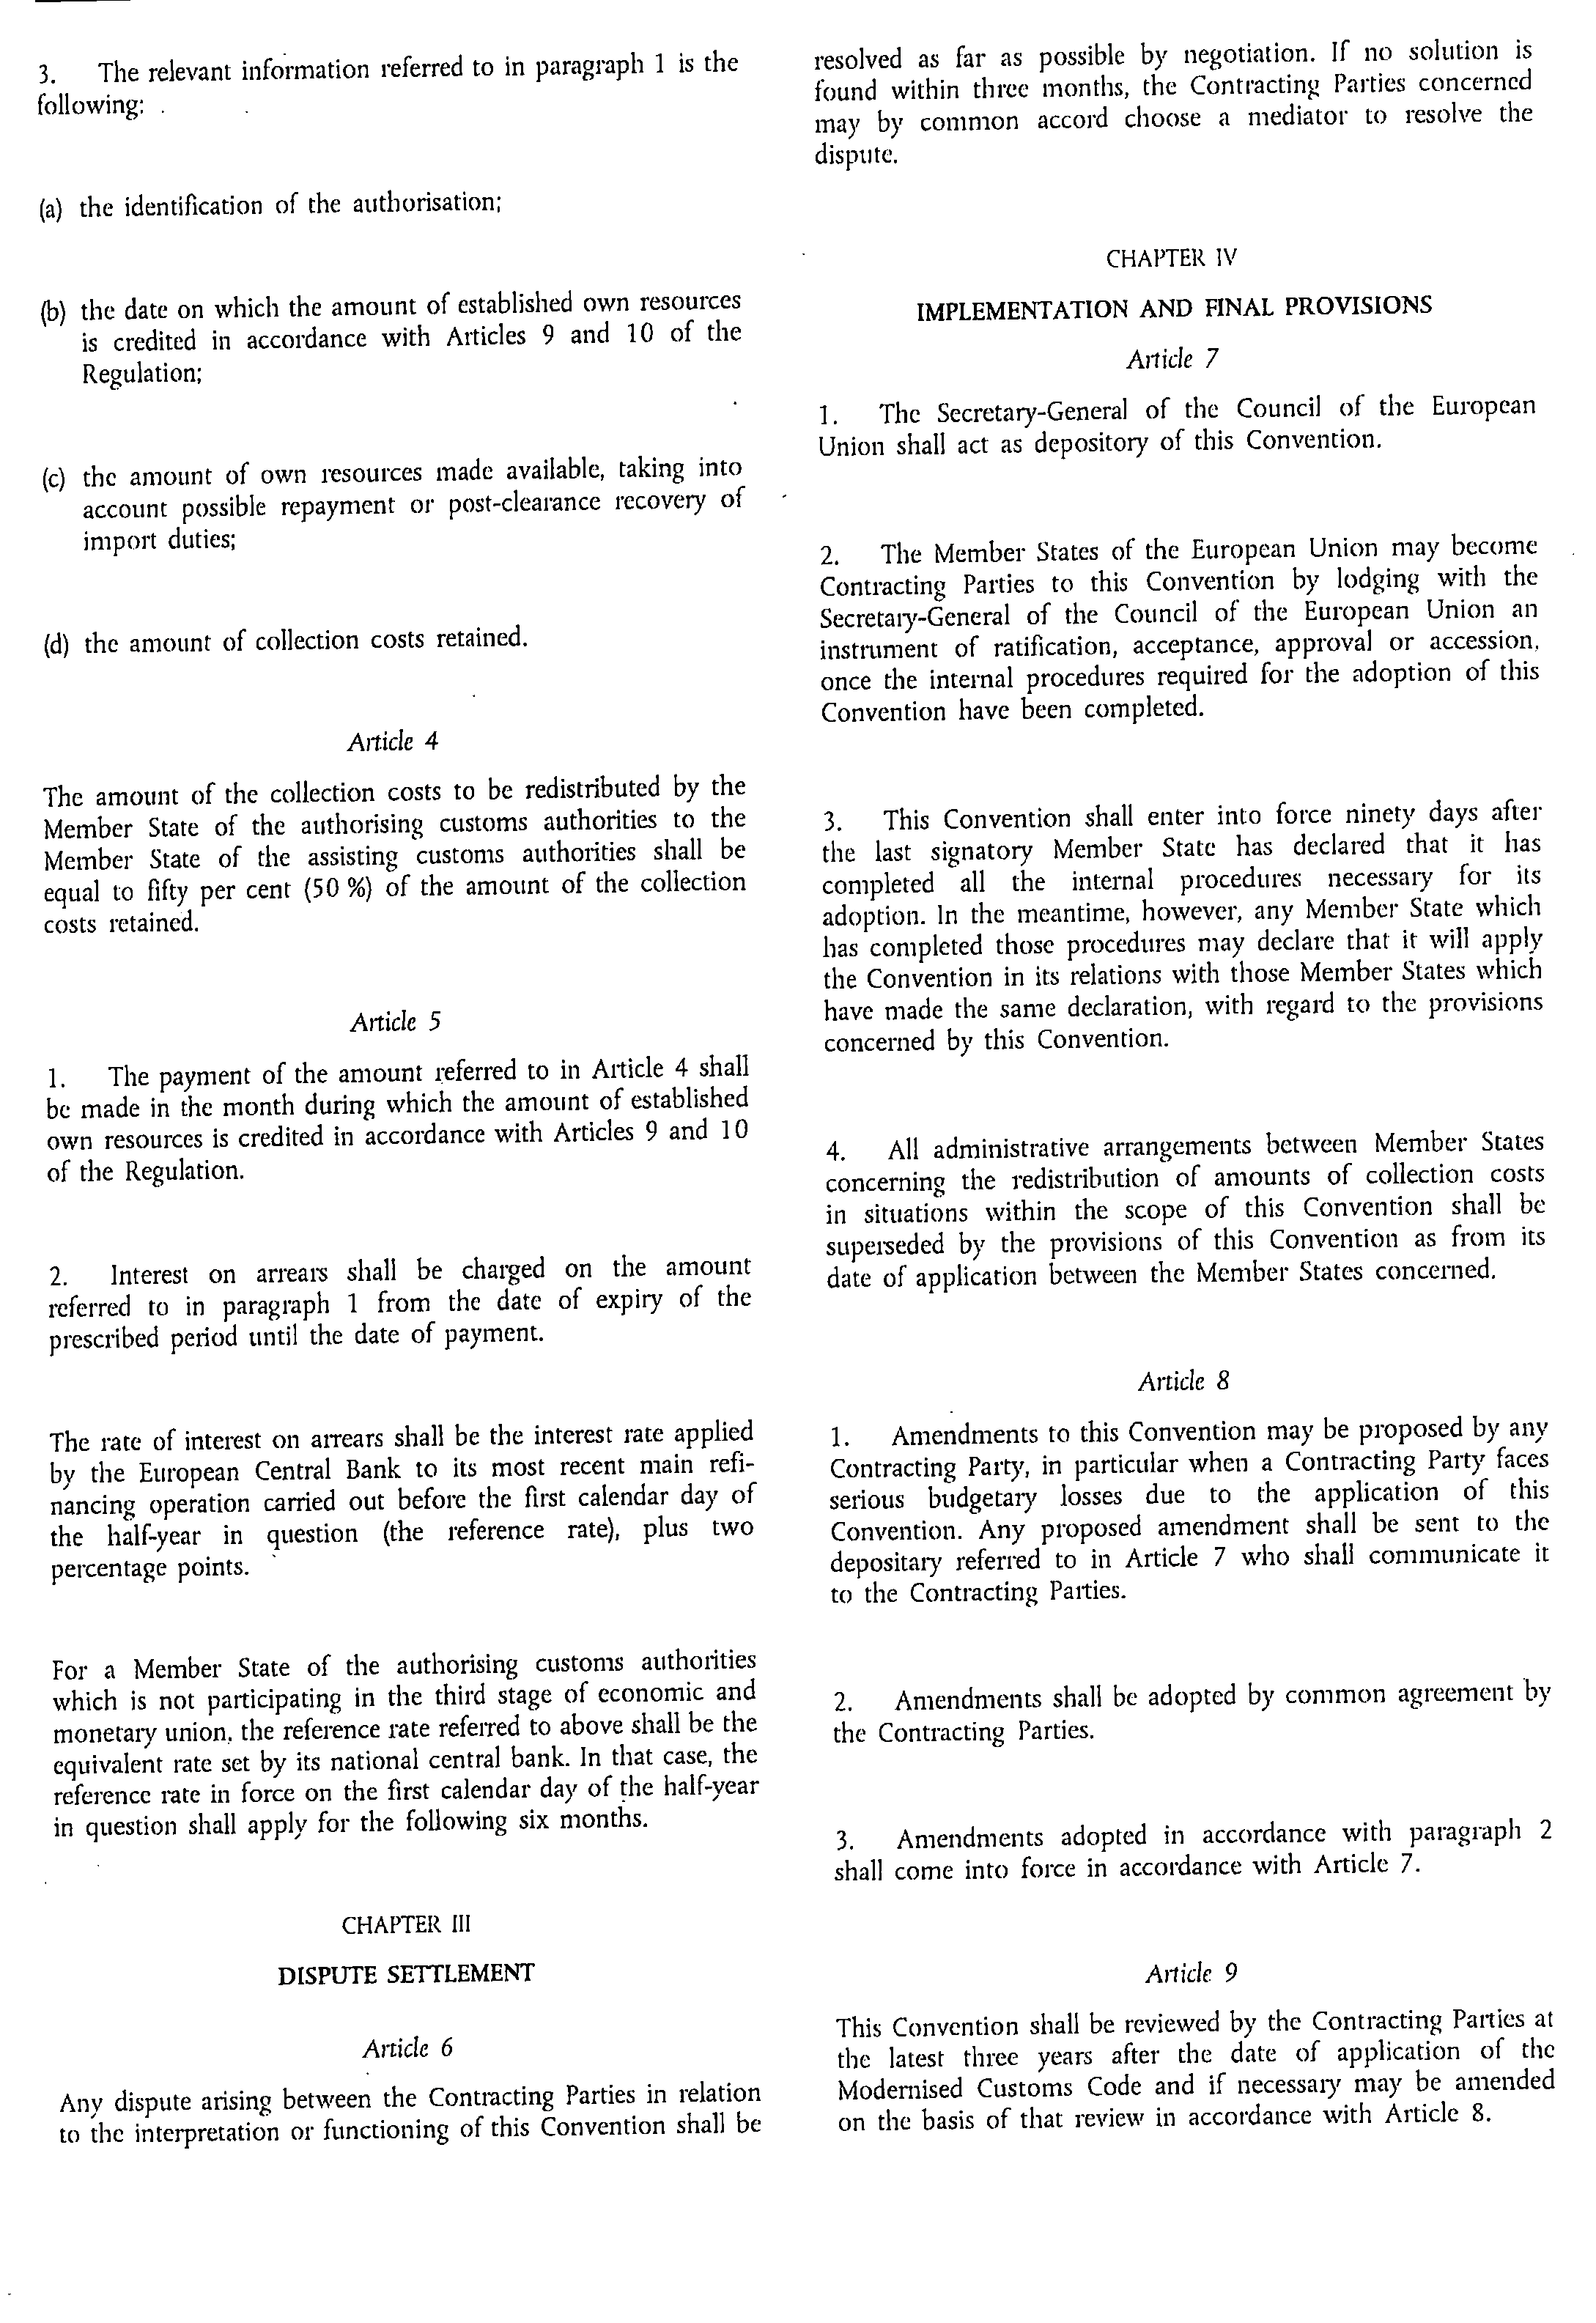 3. The relevant information referred to in paragraph 1 is the
following:
(a) the identification of the authorisation;
(b) the date on which the amount of established own resources
is credited in accordance with Articles 9 and 10 of the
Regulation;
(c) the amount of own resources made available, taking into
account possible repayment or post-clearance recovery of
import duties;
(d) the amount of collection costs retained.
Article 4
The amount of the collection costs to be redistributed by the
Member State of the authorising customs authorities to the
Member State of the assisting customs authorities shall be
equal to fifty per cent (50 %) of the amount of the collection
costs retained.
Article 5
1. The payment of the amount referred to in Article 4 shall
be made in the month during which the amount of established
own resources is credited in accordance with Articles 9 and 10
of the Regulation.
2. Interest on arrears shall be charged on the amount
referred to in paragraph 1 from the date of expiry of the
prescribed period until the date of payment.
The rate of interest on arrears shall be the interest rate applied
by the European Central Bank to its most recent main refi-
nancing operation carried out before the first calendar day of
the half-year in question (the reference rate), plus two
percentage points.
For a Member State of the authorising customs authorities
which is not participating in the third stage of economic and
monetary union, the reference rate referred to above shall be the
equivalent rate set by its national central bank. In that case, the
reference rate in force on the first calendar day of the half-year
in question shall apply for the following six months.
CHAPTER III
DISPUTE SETTLEMENT
Article 6
Any dispute arising between the Contracting Parties in relation
to the interpretation or functioning of this Convention shall be
resolved as far as possible by negotiation. If no solution is
found within three months, the Contracting Parties concerned
may by common accord choose a mediator to resolve the
dispute.
CHAPTER IV
IMPLEMENTATION AND FINAL PROVISIONS
Article 7
1. The Secretary-General of the Council of the European
Union shall act as depository of this Convention.
2. The Member States of the European Union may become
Contracting Parties to this Convention by lodging with the
Secretary-General of the Council of the European Union an
instrument of ratification, acceptance, approval or accession,
once the internal procedures required for the adoption of this
Convention have been completed.
3. This Convention shall enter into force ninety days after
the last signatory Member State has declared that it has
completed all the internal procedures necessary for its
adoption. In the meantime, however, any Member State which
has completed those procedures may declare that it will apply
the Convention in its relations with those Member States which
have made the same declaration, with regard to the provisions
concerned by this Convention.
4. All administrative arrangements between Member States
concerning the redistribution of amounts of collection costs
in situations within the scope of this Convention shall be
superseded by the provisions of this Convention as from its
date of application between the Member States concerned.
Article 8
1. Amendments to this Convention may be proposed by any
Contracting Party, in particular when a Contracting Party faces
serious budgetary losses due to the application of this
Convention. Any proposed amendment shall be sent to the
depositary referred to in Article 7 who shall communicate it
to the Contracting Parties.
2. Amendments shall be adopted by common agreement by
the Contracting Parties.
3. Amendments adopted in accordance with paragraph 2
shall come into force in accordance with Article 7.
Article 9
This Convention shall be reviewed by the Contracting Parties at
the latest three years after the date of application of the
Modernised Customs Code and if necessary may be amended
on the basis of that review in accordance with Article 8.